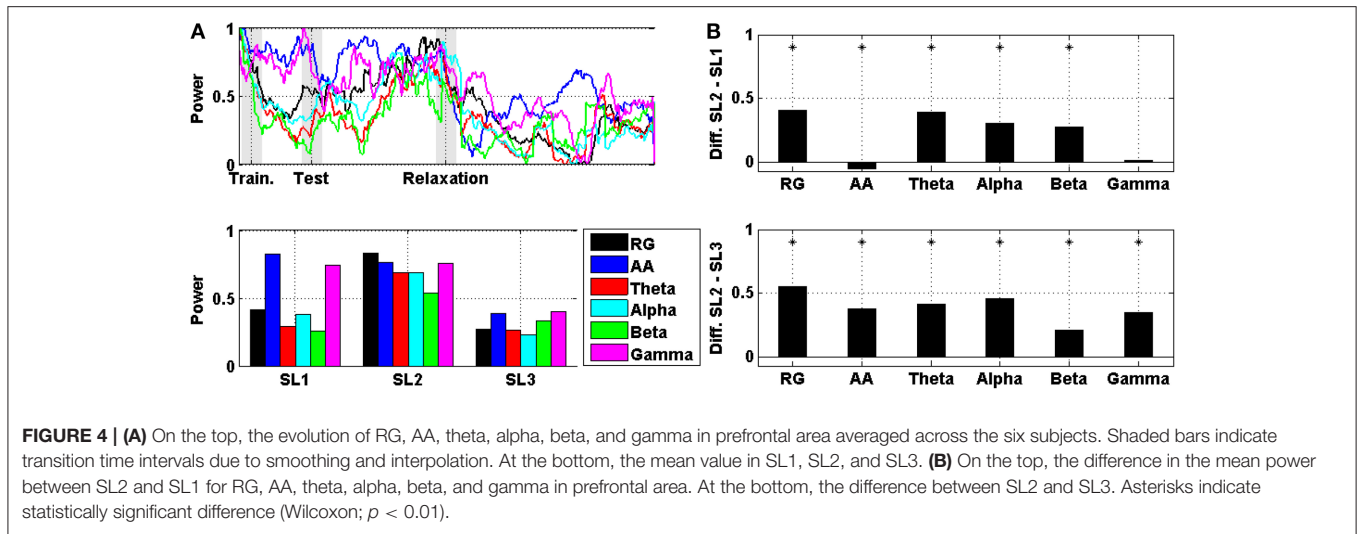 A
1
0.5
0
Power
Train. Test Relaxation
1
0.5
0
Power
SL1 SL2 SL3
RG
AA
Theta
Alpha
Beta
Gamma
B
1
0.5
0
Diff. SL2 - SL1
* * * * *
RG AA Theta Alpha Beta Gamma
1
0.5
0
Diff. SL2 - SL3
* * * * * *
RG AA Theta Alpha Beta Gamma
FIGURE 4 | (A) On the top, the evolution of RG, AA, theta, alpha, beta, and gamma in prefrontal area averaged across the six subjects. Shaded bars indicate
transition time intervals due to smoothing and interpolation. At the bottom, the mean value in SL1, SL2, and SL3. (B) On the top, the difference in the mean power
between SL2 and SL1 for RG, AA, theta, alpha, beta, and gamma in prefrontal area. At the bottom, the difference between SL2 and SL3. Asterisks indicate
statistically significant difference (Wilcoxon; p < 0.01).